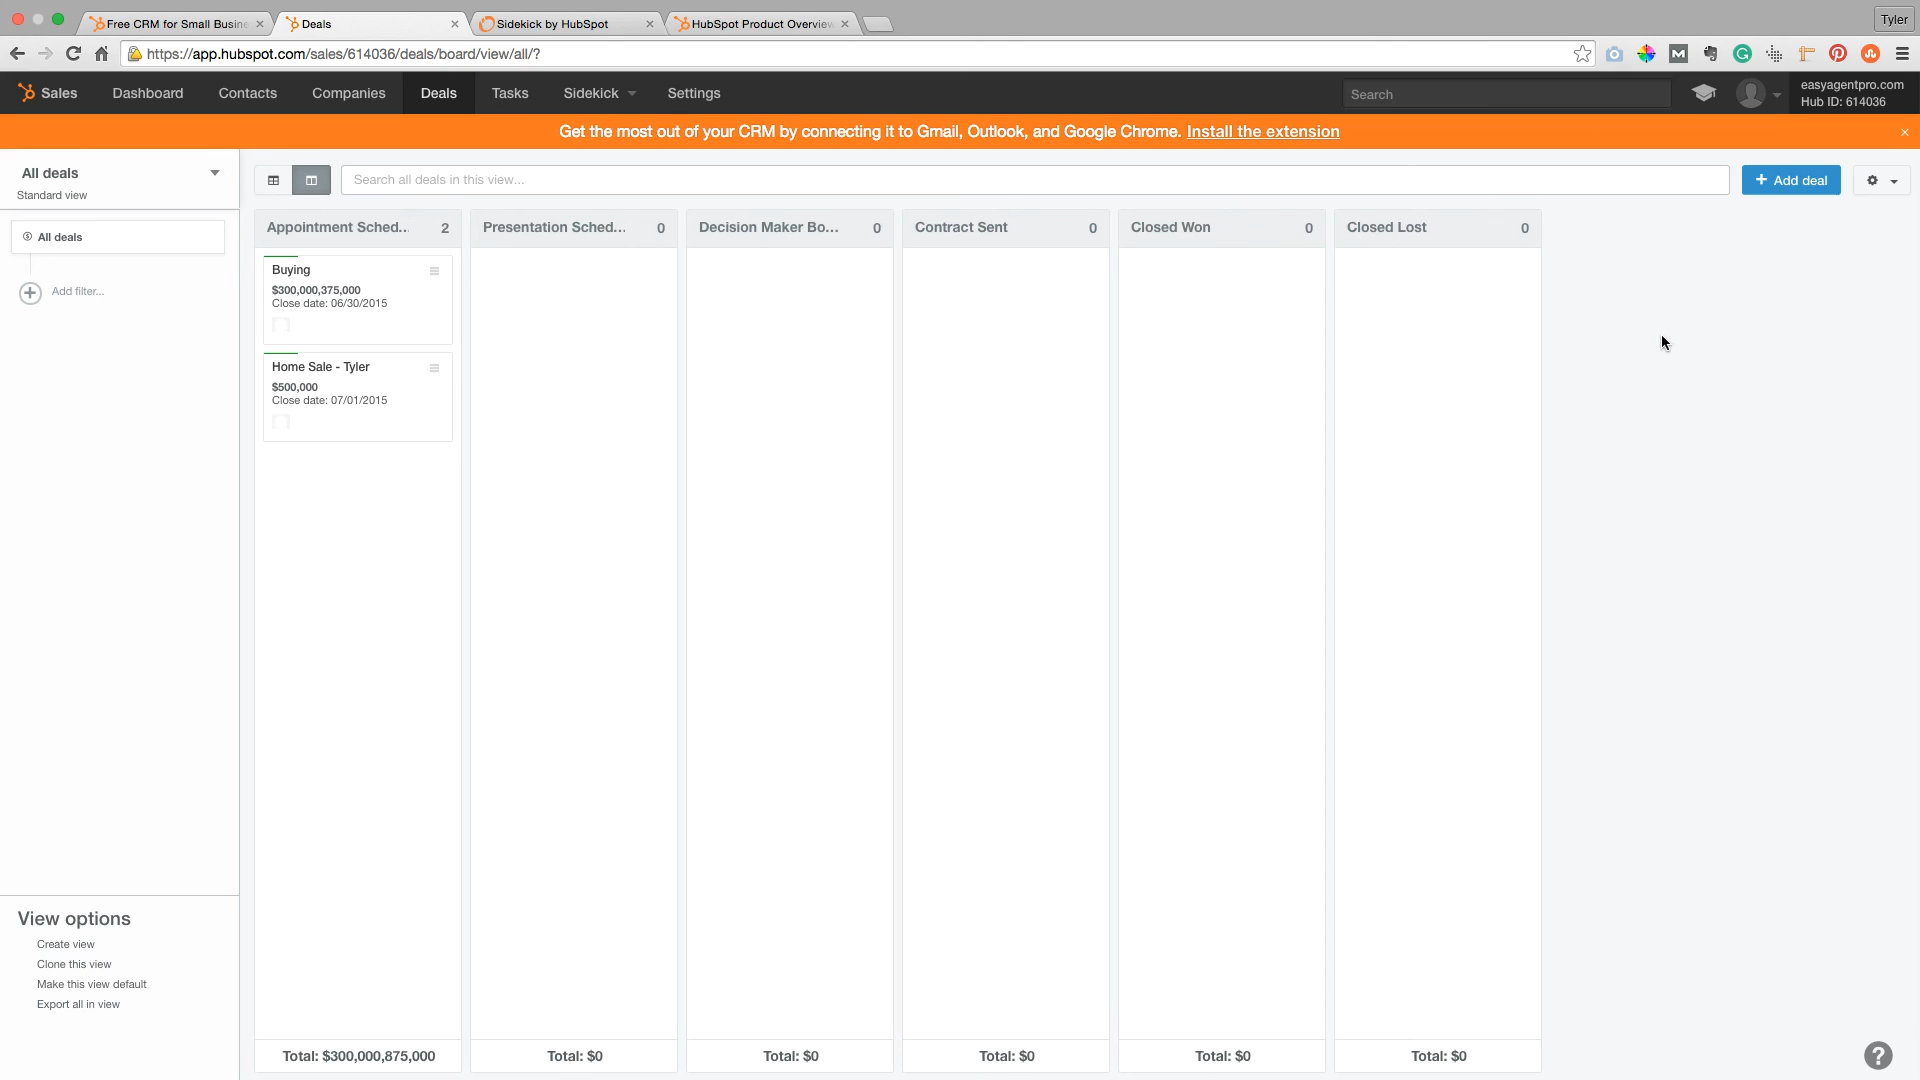 Free CRM for Small Busine
Deals
Sidekick by HubSpot
HubSpot Product Overview
Tyler
https://app.hubspot.com/sales/614036/deals/board/view/all/?
Sales
Dashboard
Contacts
Companies
Deals
Tasks
Sidekick
Settings
Search
easyagentpro.com
Hub ID: 614036
Get the most out of your CRM by connecting it to Gmail, Outlook, and Google Chrome. Install the extension
All deals
Standard view
Search all deals in this view...
+ Add deal
All deals
Add filter...
Appointment Sched... 2
Presentation Sched... 0
Decision Maker Bo... 0
Contract Sent 0
Closed Won 0
Closed Lost 0
Buying
$300,000,375,000
Close date: 06/30/2015
Home Sale - Tyler
$500,000
Close date: 07/01/2015
View options
Create view
Clone this view
Make this view default
Export all in view
Total: $300,000,875,000
Total: $0
Total: $0
Total: $0
Total: $0
Total: $0
?